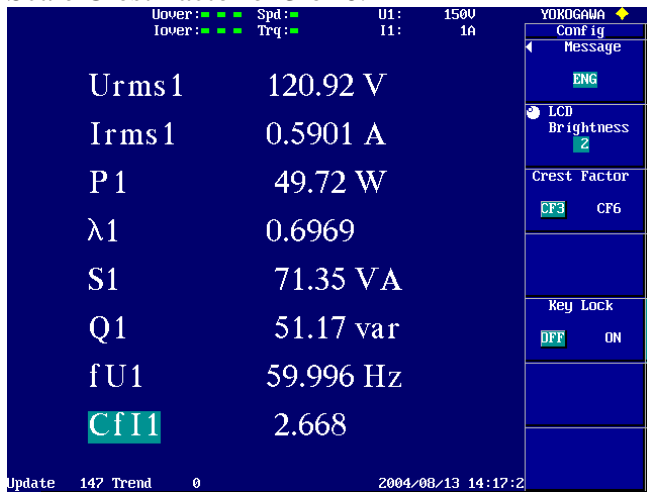 Uover: Spd: U1: 150V YOKOGAWA
Iover: Trq: I1: 1A Config
Message
ENG
Urms1 120.92 V
LCD
Brightness
2
Irms1 0.5901 A
Crest Factor
P1 49.72 W
CF3 CF6
λ1 0.6969
S1 71.35 VA
Key Lock
Q1 51.17 var
OFF ON
fU1 59.996 Hz
CfI1 2.668
Update 147 Trend 0 2004/08/13 14:17:2